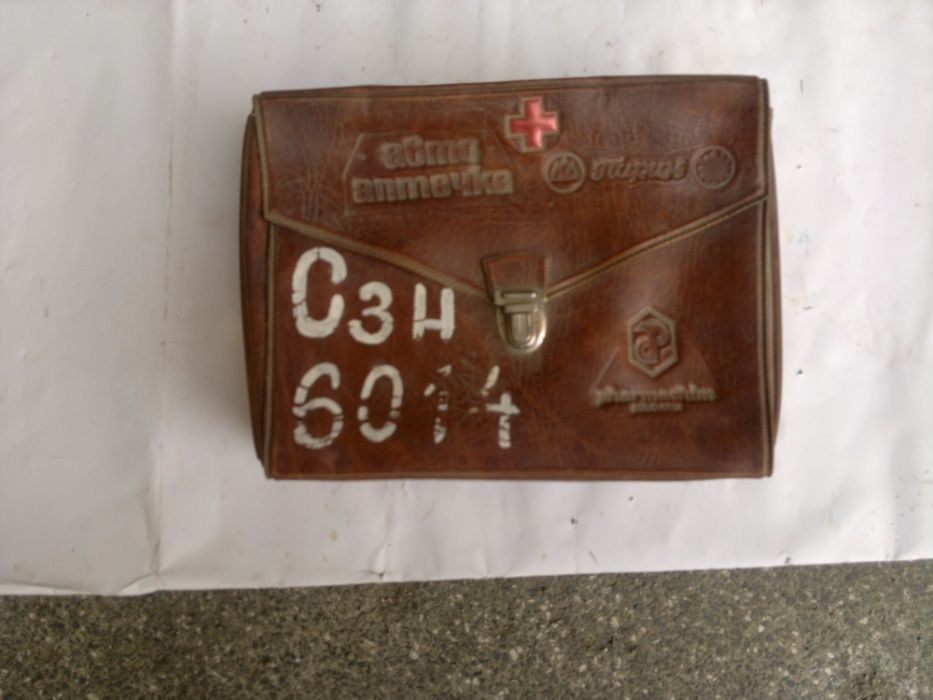 авто
аптечка
Сзн
6014
pharmachim